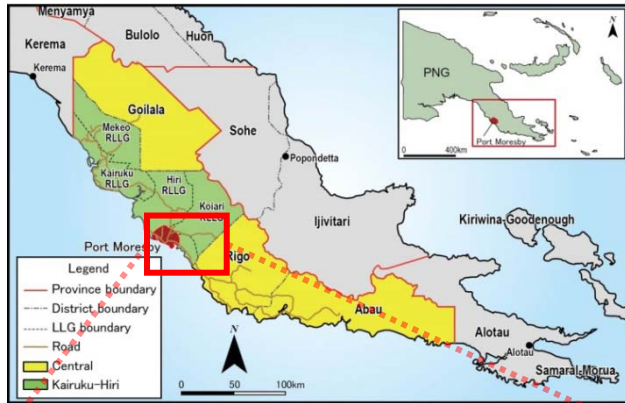 Menyamya
Bulolo
Huon
Kerema
Kerema
Goilala
Sohe
Mekeo
RLLG
Kairuku
RLLG
Hiri
RLLG
Koiari
RLLG
Popondetta
Ijivitari
Kiriwina-Goodenough
Port Moresby
Rigo
Abau
Alotau
Alotau
Samarai-Morua
PNG
N
Port Moresby
0 400km
Legend
Province boundary
District boundary
LLG boundary
Road
Central
Kairuku-Hiri
N
0 50 100km